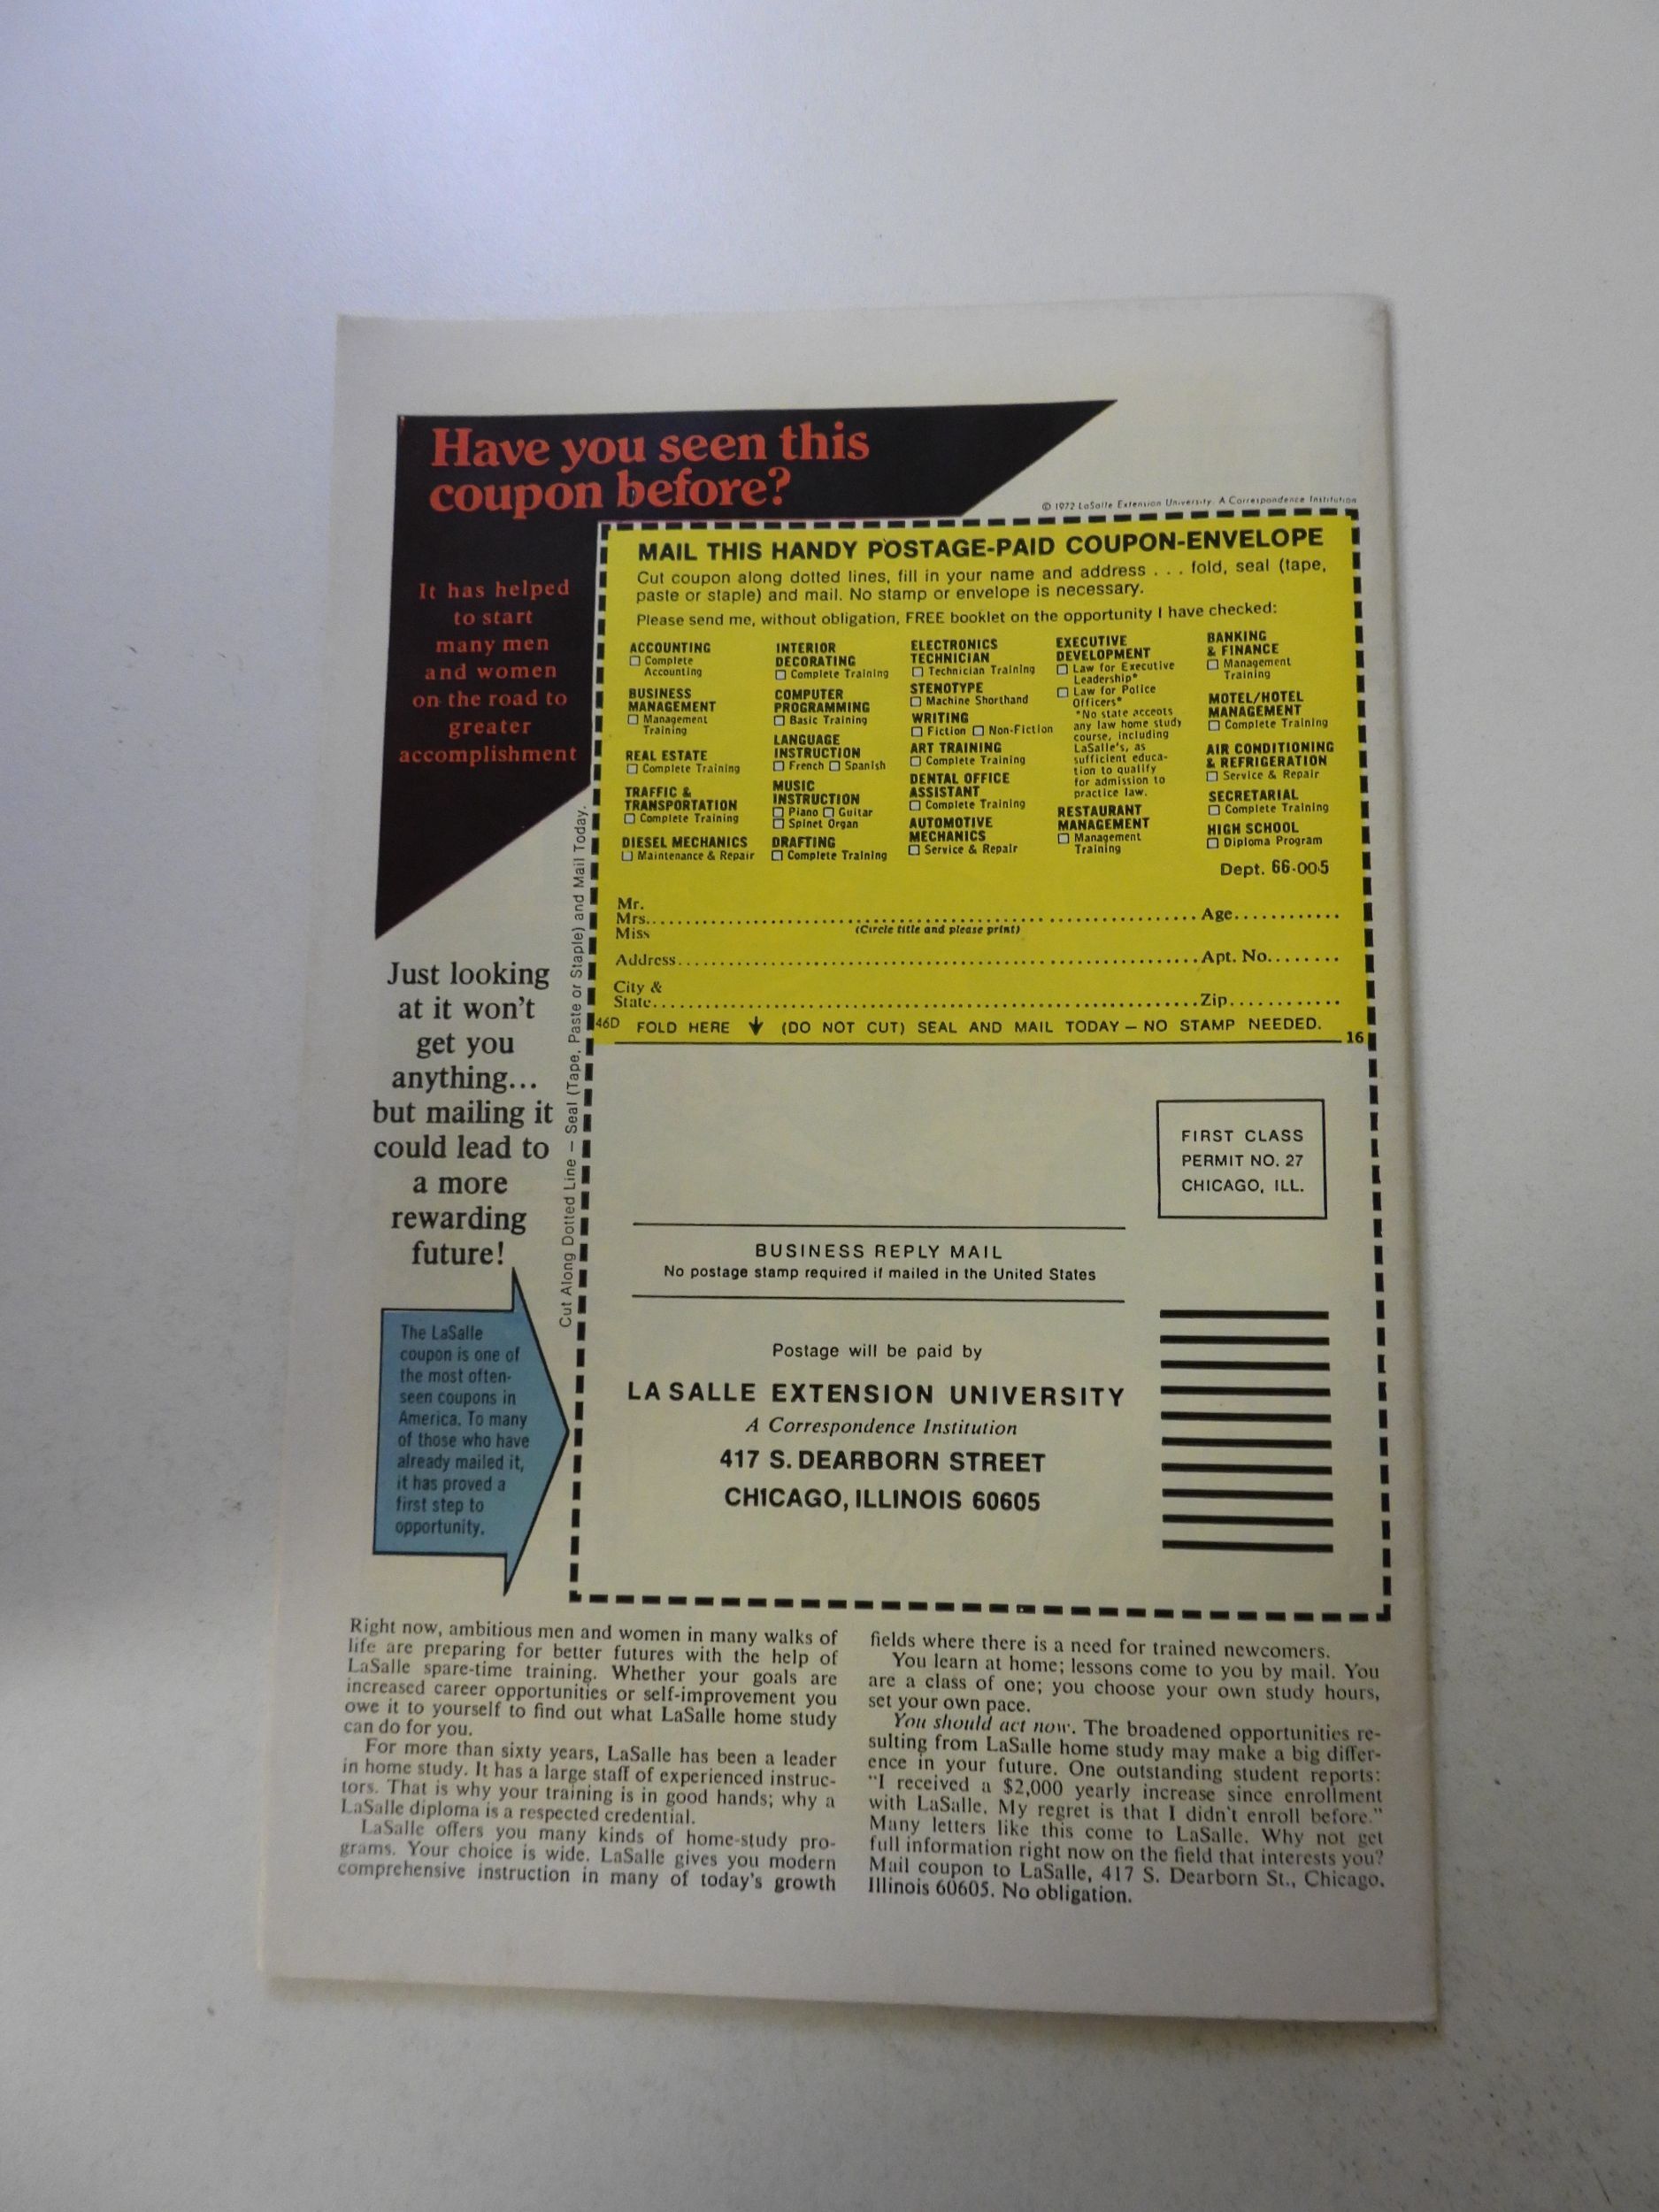 Have you seen this
coupon before?
It has helped
to start
many men
and women
on the road to
greater
accomplishment
Just looking
at it won't
get you
anything...
but mailing it
could lead to
a more
rewarding
future!
The LaSalle
coupon is one of
the most often-
seen coupons in
America. To many
of those who have
already mailed it,
it has proved a
first step to
opportunity.
Cut Along Dotted Line — Seal (Tape, Paste or Staple) and Mail Today.
© 1972 LaSalle Extension University. A Correspondence Institution
MAIL THIS HANDY POSTAGE-PAID COUPON-ENVELOPE
Cut coupon along dotted lines, fill in your name and address . . . fold, seal (tape,
paste or staple) and mail. No stamp or envelope is necessary.
Please send me, without obligation, FREE booklet on the opportunity I have checked:
ACCOUNTING
☐ Complete
Accounting
BUSINESS
MANAGEMENT
☐ Management
Training
REAL ESTATE
☐ Complete Training
TRAFFIC &
TRANSPORTATION
☐ Complete Training
DIESEL MECHANICS
☐ Maintenance & Repair
INTERIOR
DECORATING
☐ Complete Training
COMPUTER
PROGRAMMING
☐ Basic Training
LANGUAGE
INSTRUCTION
☐ French ☐ Spanish
MUSIC
INSTRUCTION
☐ Piano ☐ Guitar
☐ Spinet Organ
DRAFTING
☐ Complete Training
ELECTRONICS
TECHNICIAN
☐ Technician Training
STENOTYPE
☐ Machine Shorthand
WRITING
☐ Fiction ☐ Non-Fiction
ART TRAINING
☐ Complete Training
DENTAL OFFICE
ASSISTANT
☐ Complete Training
AUTOMOTIVE
MECHANICS
☐ Service & Repair
EXECUTIVE
DEVELOPMENT
☐ Law for Executive
Leadership*
☐ Law for Police
Officers*
*No state accepts
any law home study
course, including
LaSalle's, as
sufficient educa-
tion to qualify
for admission to
practice law.
RESTAURANT
MANAGEMENT
☐ Management
Training
BANKING
& FINANCE
☐ Management
Training
MOTEL/HOTEL
MANAGEMENT
☐ Complete Training
AIR CONDITIONING
& REFRIGERATION
☐ Service & Repair
SECRETARIAL
☐ Complete Training
HIGH SCHOOL
☐ Diploma Program
Dept. 66-005
Mr.
Mrs. Age
Miss (Circle title and please print)
Address Apt. No.
City &
State Zip
46D FOLD HERE ↓ (DO NOT CUT) SEAL AND MAIL TODAY — NO STAMP NEEDED.
16
FIRST CLASS
PERMIT NO. 27
CHICAGO, ILL.
BUSINESS REPLY MAIL
No postage stamp required if mailed in the United States
Postage will be paid by
LA SALLE EXTENSION UNIVERSITY
A Correspondence Institution
417 S. DEARBORN STREET
CHICAGO, ILLINOIS 60605
Right now, ambitious men and women in many walks of
life are preparing for better futures with the help of
LaSalle spare-time training. Whether your goals are
increased career opportunities or self-improvement you
owe it to yourself to find out what LaSalle home study
can do for you.
For more than sixty years, LaSalle has been a leader
in home study. It has a large staff of experienced instruc-
tors. That is why your training is in good hands; why a
LaSalle diploma is a respected credential.
LaSalle offers you many kinds of home-study pro-
grams. Your choice is wide. LaSalle gives you modern
comprehensive instruction in many of today's growth
fields where there is a need for trained newcomers.
You learn at home; lessons come to you by mail. You
are a class of one; you choose your own study hours,
set your own pace.
You should act now. The broadened opportunities re-
sulting from LaSalle home study may make a big differ-
ence in your future. One outstanding student reports:
"I received a $2,000 yearly increase since enrollment
with LaSalle. My regret is that I didn't enroll before."
Many letters like this come to LaSalle. Why not get
full information right now on the field that interests you?
Mail coupon to LaSalle, 417 S. Dearborn St., Chicago,
Illinois 60605. No obligation.